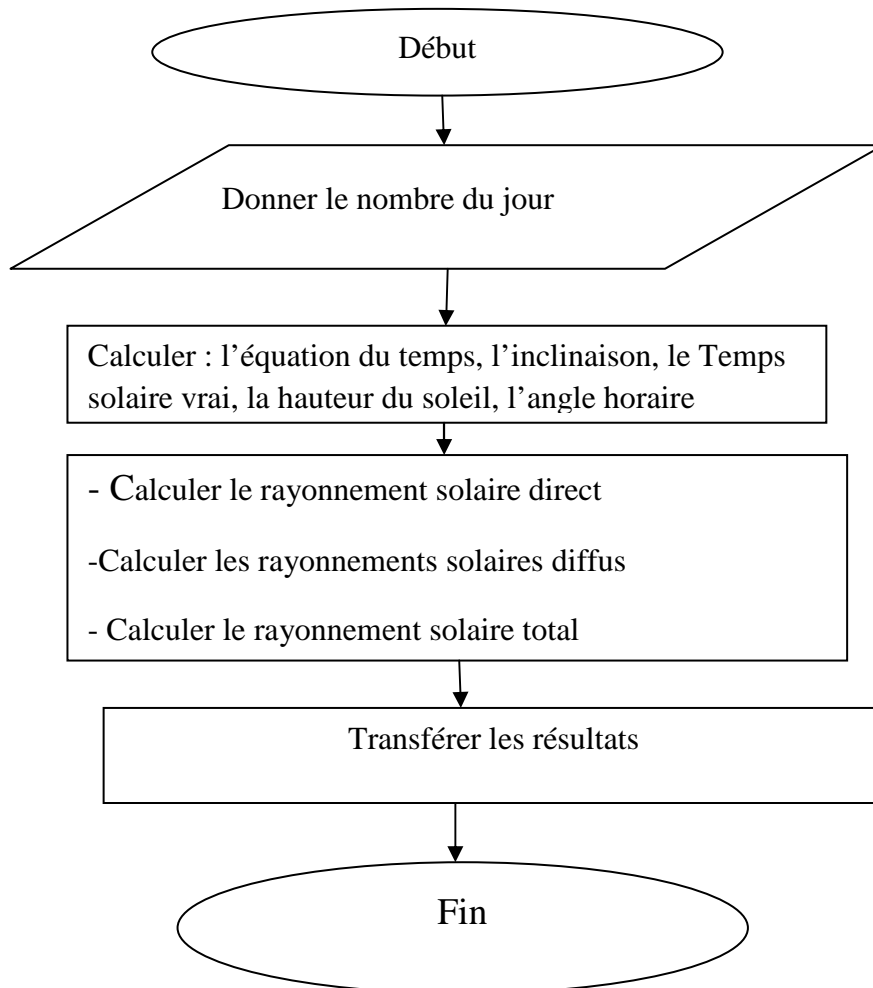 Début
Donner le nombre du jour
Calculer : l’équation du temps, l’inclinaison, le Temps
solaire vrai, la hauteur du soleil, l’angle horaire
- Calculer le rayonnement solaire direct
-Calculer les rayonnements solaires diffus
- Calculer le rayonnement solaire total
Transférer les résultats
Fin